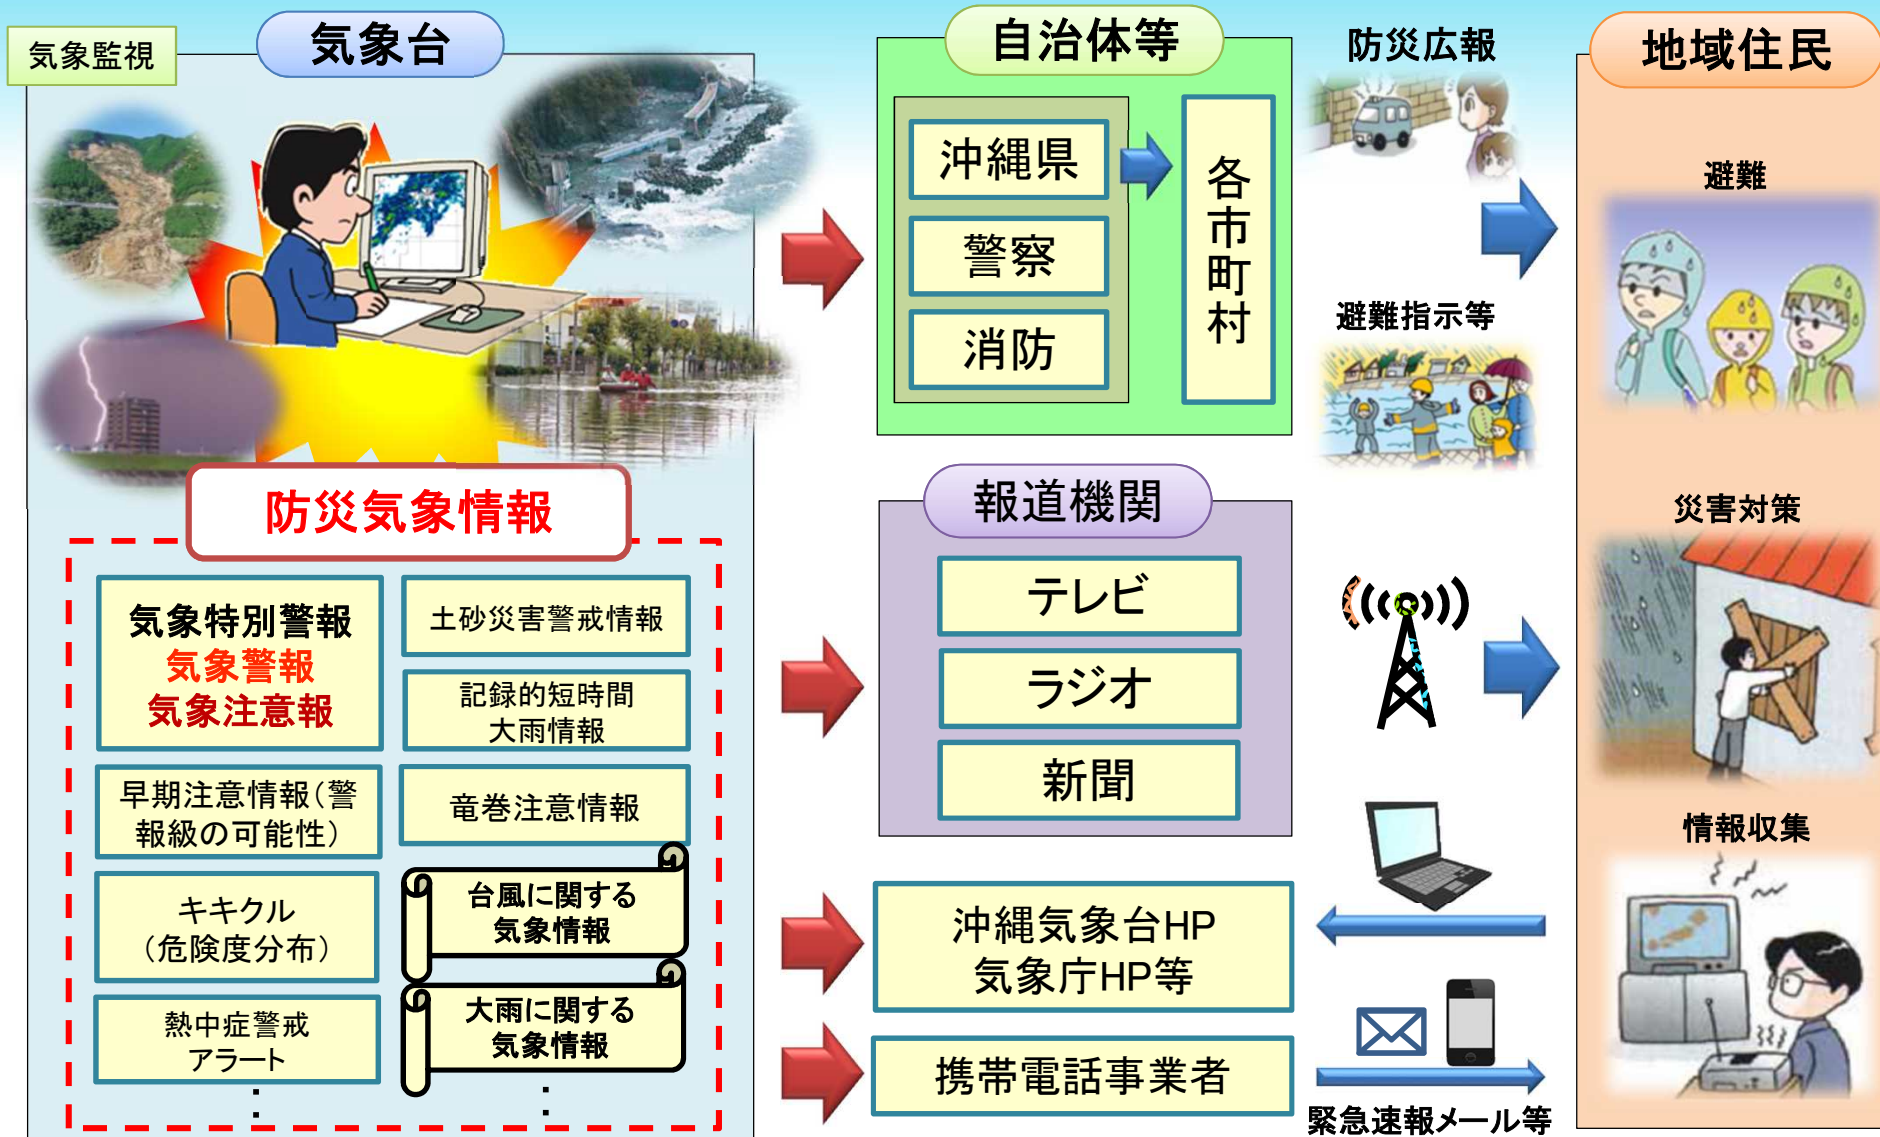 気象監視
気象台
防災気象情報
気象特別警報
気象警報
気象注意報
土砂災害警戒情報
記録的短時間
大雨情報
早期注意情報（警
報級の可能性）
竜巻注意情報
キキクル
（危険度分布）
台風に関する
気象情報
熱中症警戒
アラート
大雨に関する
気象情報
：
：
自治体等
沖縄県
警察
消防
各市町村
報道機関
テレビ
ラジオ
新聞
沖縄気象台HP
気象庁HP等
携帯電話事業者
防災広報
避難指示等
緊急速報メール等
地域住民
避難
災害対策
情報収集